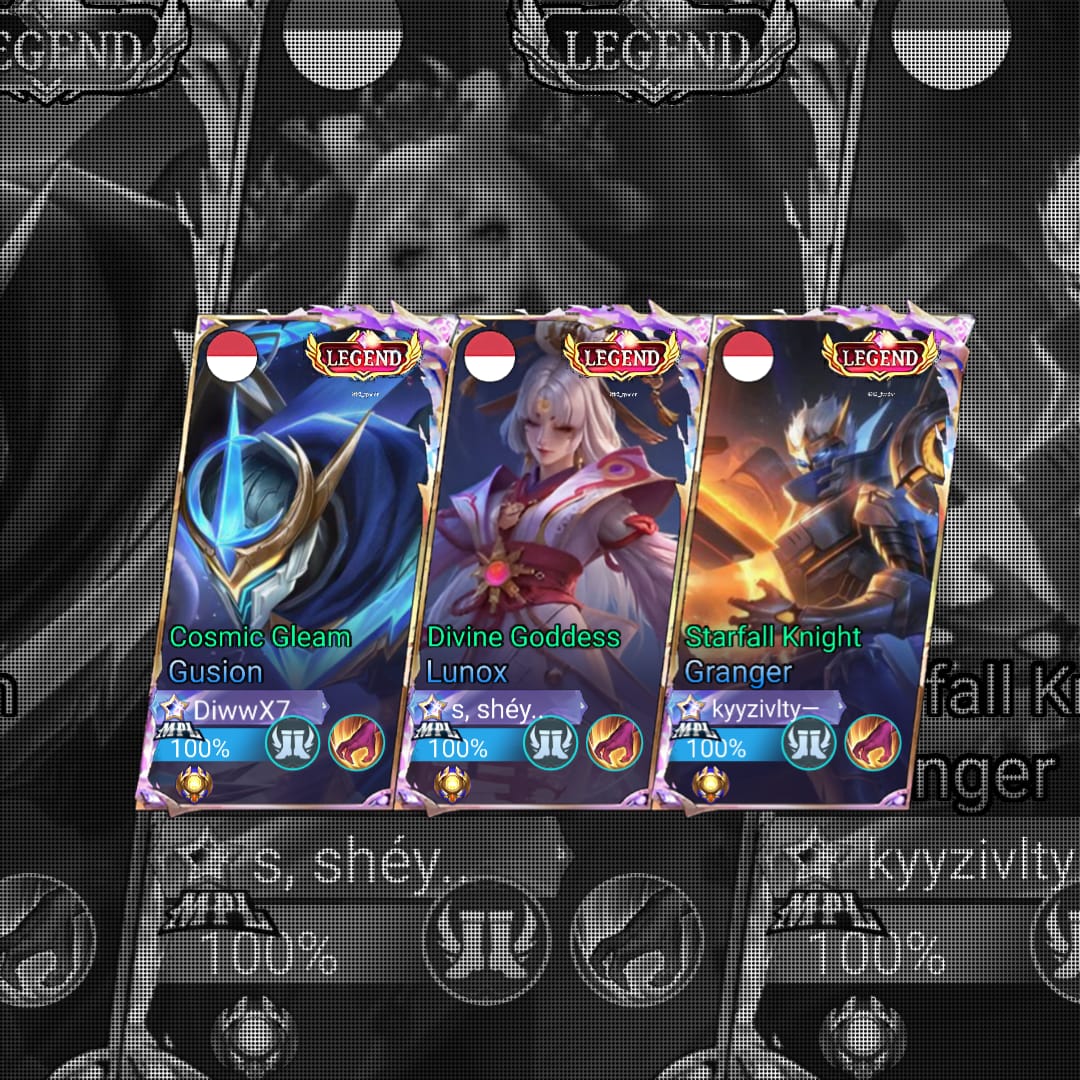 EGEND
LEGEND
LEGEND
LEGEND
LEGEND
Cosmic Gleam
Gusion
DiwwX7
MPL
100%
Divine Goddess
Lunox
s, shéy..
MPL
100%
Starfall Knight
Granger
kyyzivlty—
MPL
100%
fall Kn
nger
s, shéy..
MPL
100%
kyyzivlty
MPL
100%